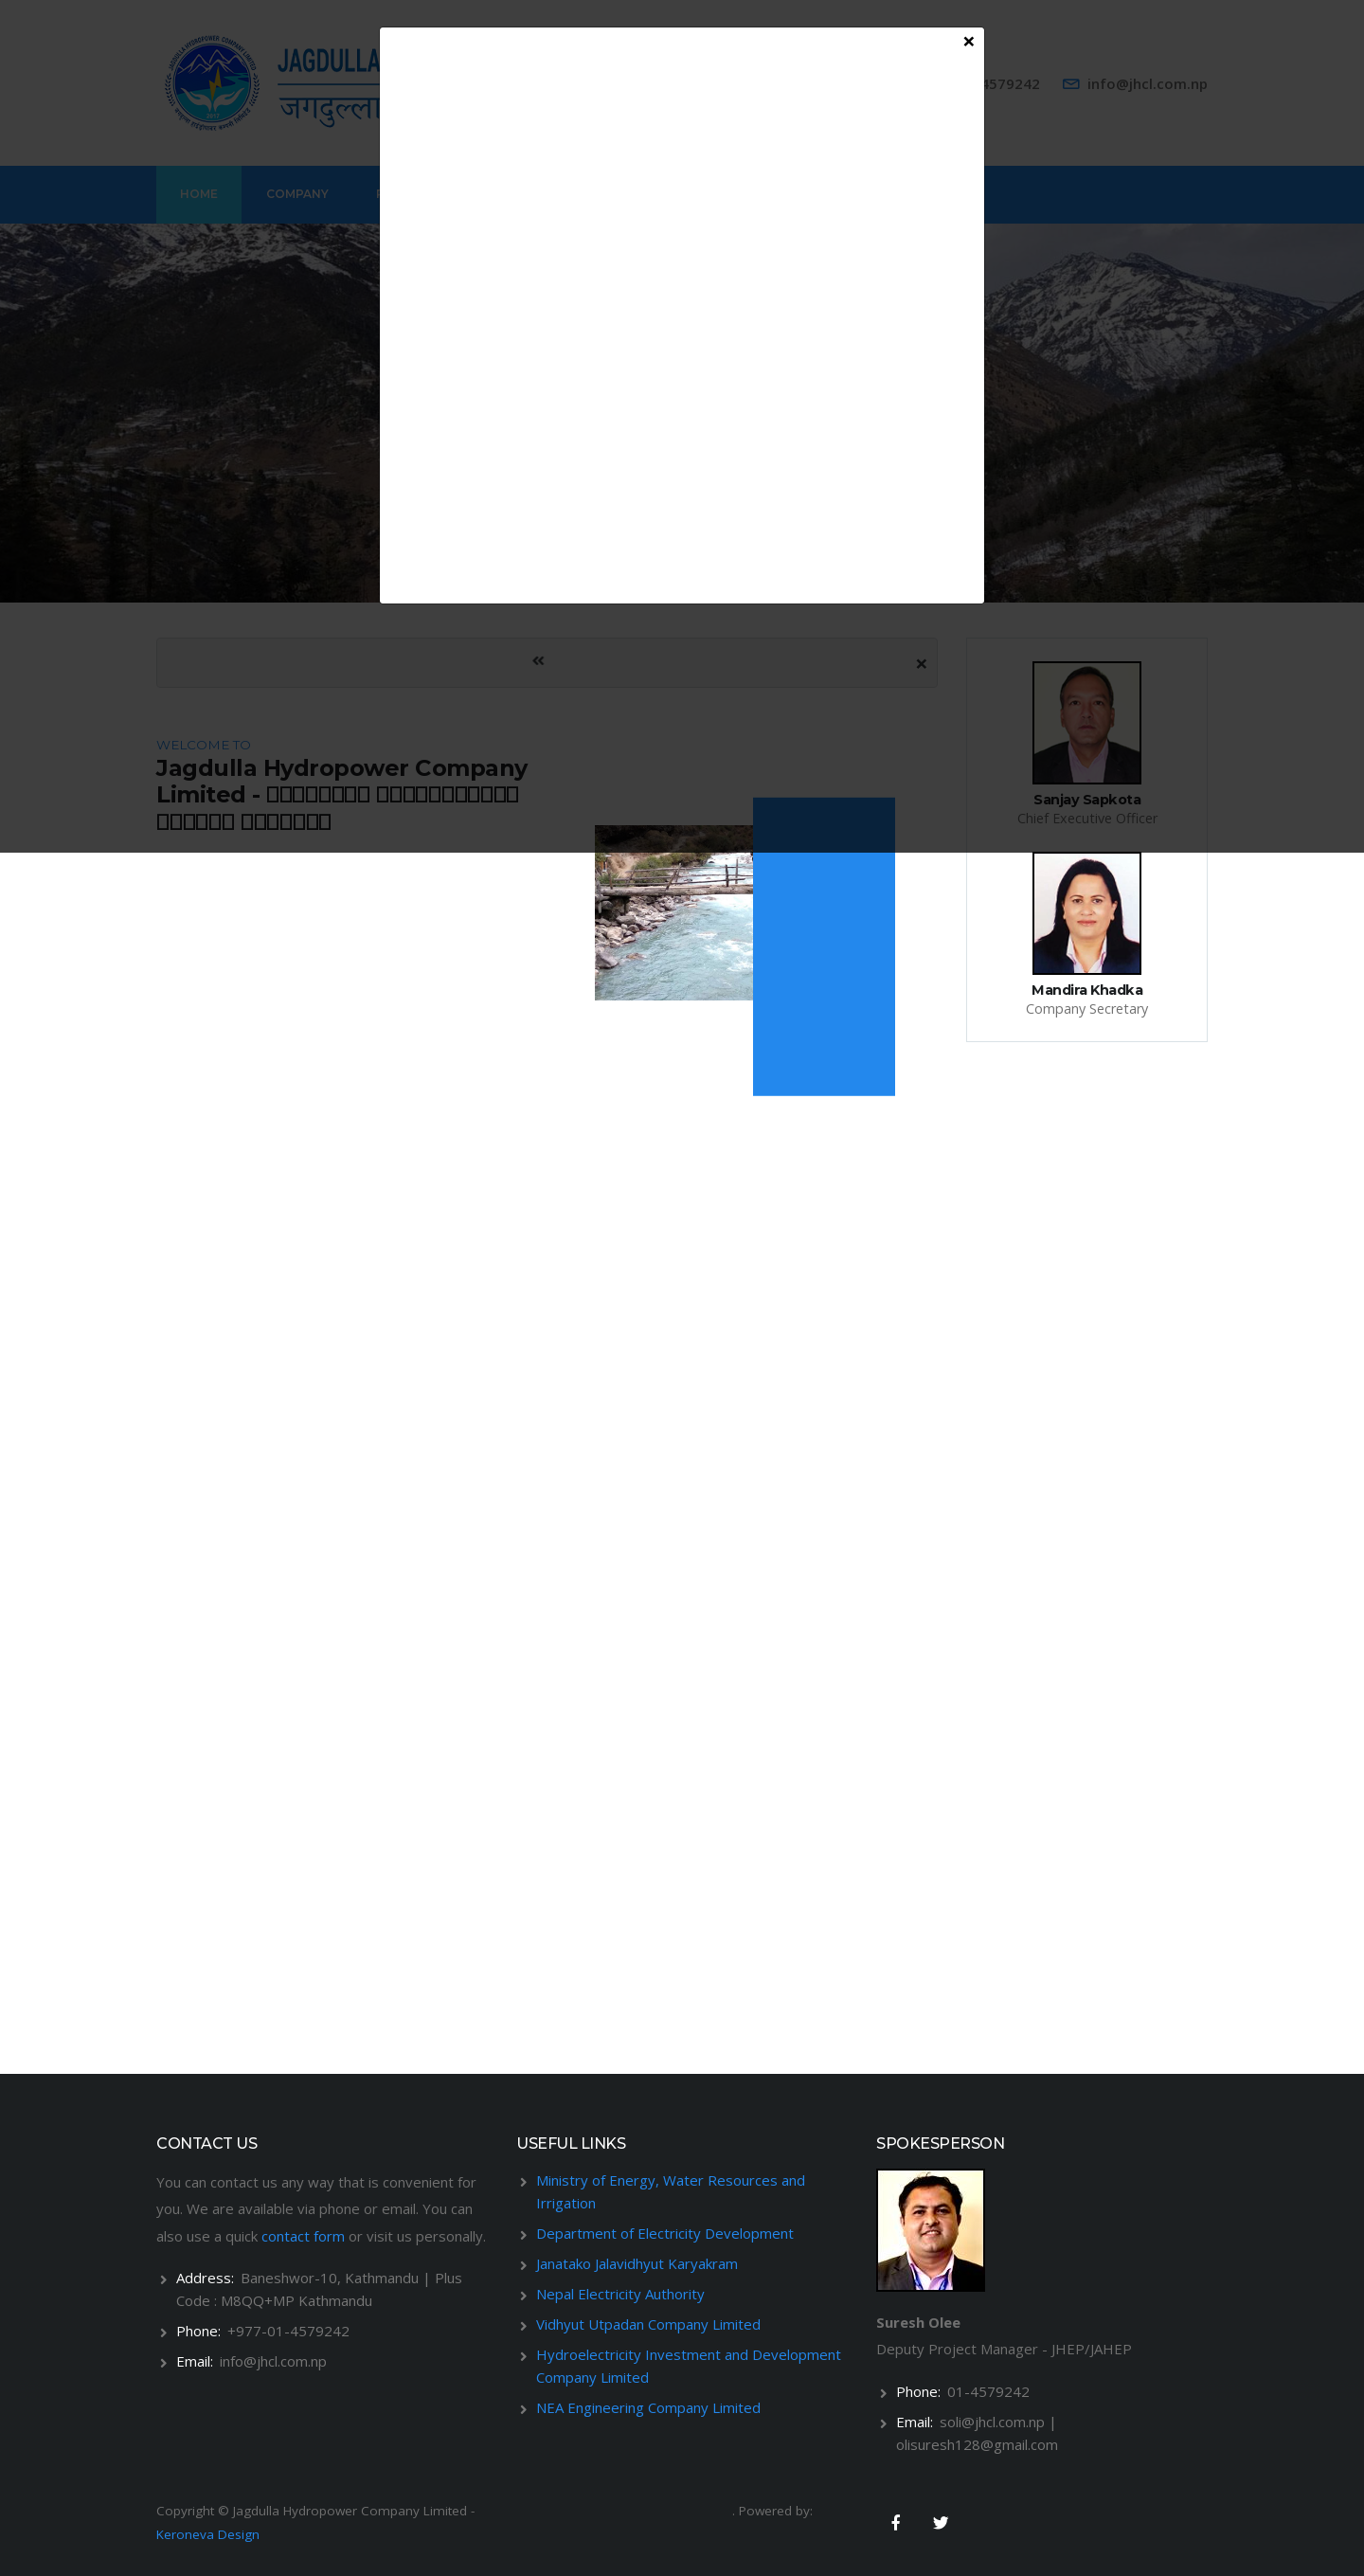 JAGDULLA
जगदुल्ला
4579242
info@jhcl.com.np
HOME
COMPANY
WELCOME TO
Jagdulla Hydropower Company
Limited -
Sanjay Sapkota
Chief Executive Officer
Mandira Khadka
Company Secretary
CONTACT US
You can contact us any way that is convenient for
you. We are available via phone or email. You can
also use a quick contact form or visit us personally.
Address: Baneshwor-10, Kathmandu | Plus
Code : M8QQ+MP Kathmandu
Phone: +977-01-4579242
Email: info@jhcl.com.np
USEFUL LINKS
Ministry of Energy, Water Resources and
Irrigation
Department of Electricity Development
Janatako Jalavidhyut Karyakram
Nepal Electricity Authority
Vidhyut Utpadan Company Limited
Hydroelectricity Investment and Development
Company Limited
NEA Engineering Company Limited
SPOKESPERSON
Suresh Olee
Deputy Project Manager - JHEP/JAHEP
Phone: 01-4579242
Email: soli@jhcl.com.np |
olisuresh128@gmail.com
Copyright © Jagdulla Hydropower Company Limited - . Powered by:
Keroneva Design